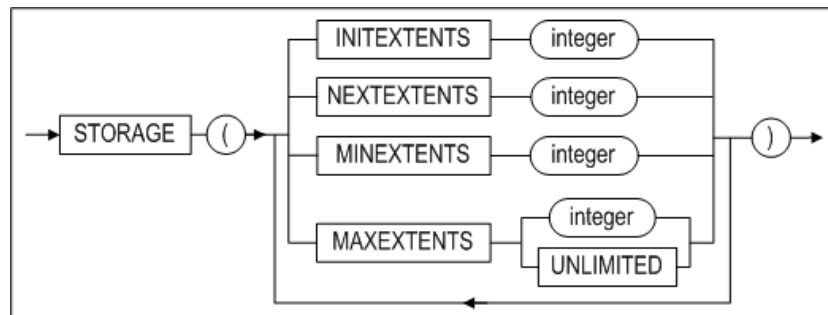 INITEXTENTS integer
NEXTEXTENTS integer
STORAGE ( )
MINEXTENTS integer
integer
MAXEXTENTS
UNLIMITED